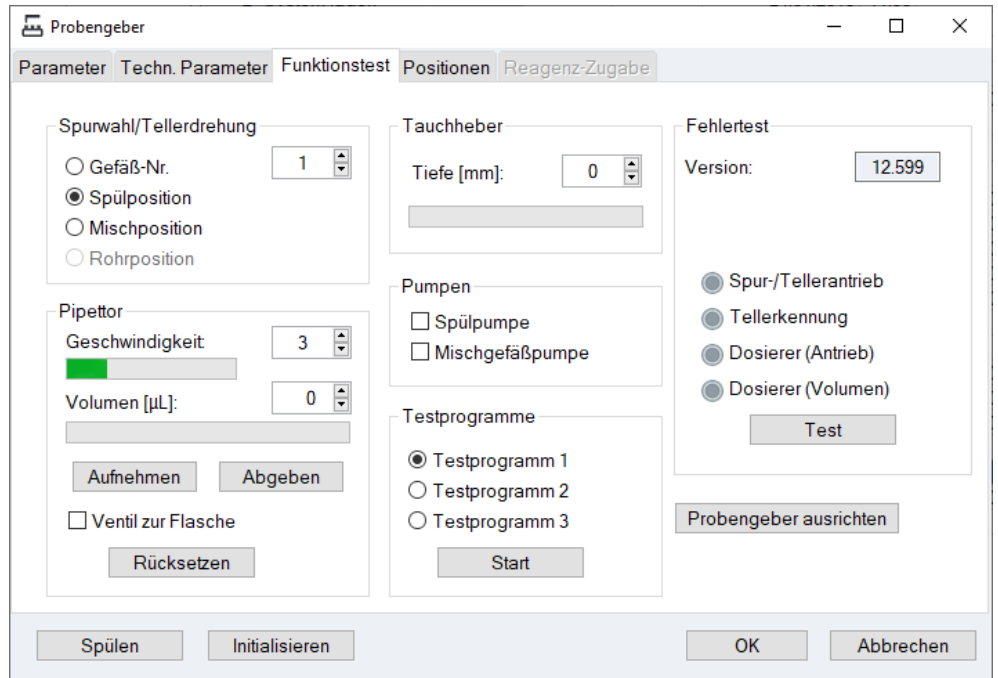 Probengeber
Parameter Techn. Parameter Funktionstest Positionen Reagenz-Zugabe
Spurwahl/Tellerdrehung
Gefäß-Nr. 1
Spülposition
Mischposition
Rohrposition
Pipettor
Geschwindigkeit: 3
Volumen [µL]: 0
Aufnehmen Abgeben
Ventil zur Flasche
Rücksetzen
Tauchheber
Tiefe [mm]: 0
Pumpen
Spülpumpe
Mischgefäßpumpe
Testprogramme
Testprogramm 1
Testprogramm 2
Testprogramm 3
Start
Fehlertest
Version: 12.599
Spur-/Tellerantrieb
Tellerkennung
Dosierer (Antrieb)
Dosierer (Volumen)
Test
Probengeber ausrichten
Spülen Initialisieren OK Abbrechen